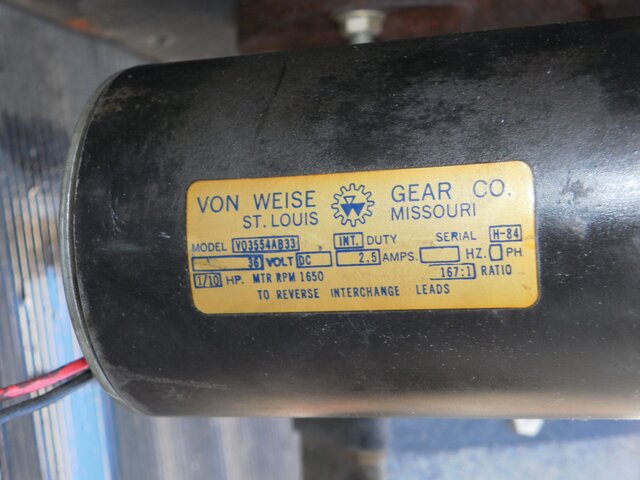 VON WEISE GEAR CO.
ST. LOUIS MISSOURI
MODEL V03554AB33 INT. DUTY SERIAL H-84
36 VOLT DC 2.5 AMPS. HZ. PH
1/10 HP. MTR RPM 1650 167:1 RATIO
TO REVERSE INTERCHANGE LEADS